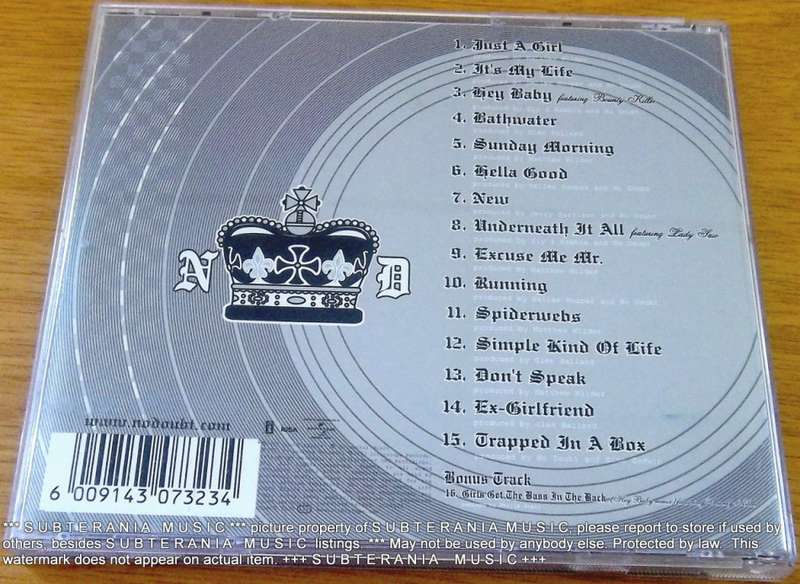 1. Just A Girl
2. It's My Life
3. Hey Baby featuring Bounty Killer
4. Bathwater
5. Sunday Morning
6. Hella Good
7. New
8. Underneath It All featuring Lady Saw
9. Excuse Me Mr.
10. Running
11. Spiderwebs
12. Simple Kind Of Life
13. Don't Speak
14. Ex-Girlfriend
15. Trapped In A Box
Bonus Track
16. Girls Get The Bass In The Back
N D
www.nodoubt.com
6 009143 073234
*** S U B T E R A N I A M U S I C *** picture property of S U B T E R A N I A M U S I C, please report to store if used by
others, besides S U B T E R A N I A M U S I C listings. *** May not be used by anybody else. Protected by law. This
watermark does not appear on actual item. +++ S U B T E R A N I A M U S I C +++